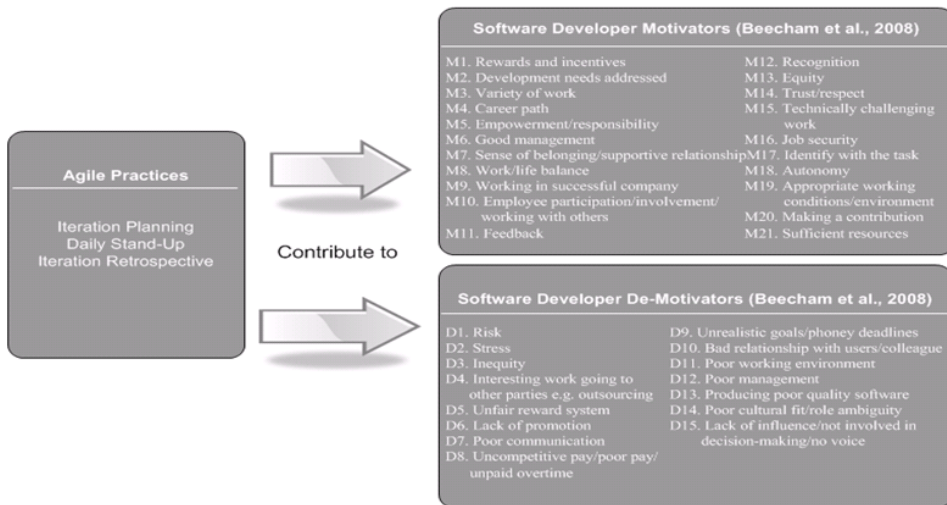 Agile Practices
Iteration Planning
Daily Stand-Up
Iteration Retrospective
Contribute to
Software Developer Motivators (Beecham et al., 2008)
M1. Rewards and incentives
M2. Development needs addressed
M3. Variety of work
M4. Career path
M5. Empowerment/responsibility
M6. Good management
M7. Sense of belonging/supportive relationship
M8. Work/life balance
M9. Working in successful company
M10. Employee participation/involvement/
working with others
M11. Feedback
M12. Recognition
M13. Equity
M14. Trust/respect
M15. Technically challenging
work
M16. Job security
M17. Identify with the task
M18. Autonomy
M19. Appropriate working
conditions/environment
M20. Making a contribution
M21. Sufficient resources
Software Developer De-Motivators (Beecham et al., 2008)
D1. Risk
D2. Stress
D3. Inequity
D4. Interesting work going to
other parties e.g. outsourcing
D5. Unfair reward system
D6. Lack of promotion
D7. Poor communication
D8. Uncompetitive pay/poor pay/
unpaid overtime
D9. Unrealistic goals/phoney deadlines
D10. Bad relationship with users/colleague
D11. Poor working environment
D12. Poor management
D13. Producing poor quality software
D14. Poor cultural fit/role ambiguity
D15. Lack of influence/not involved in
decision-making/no voice